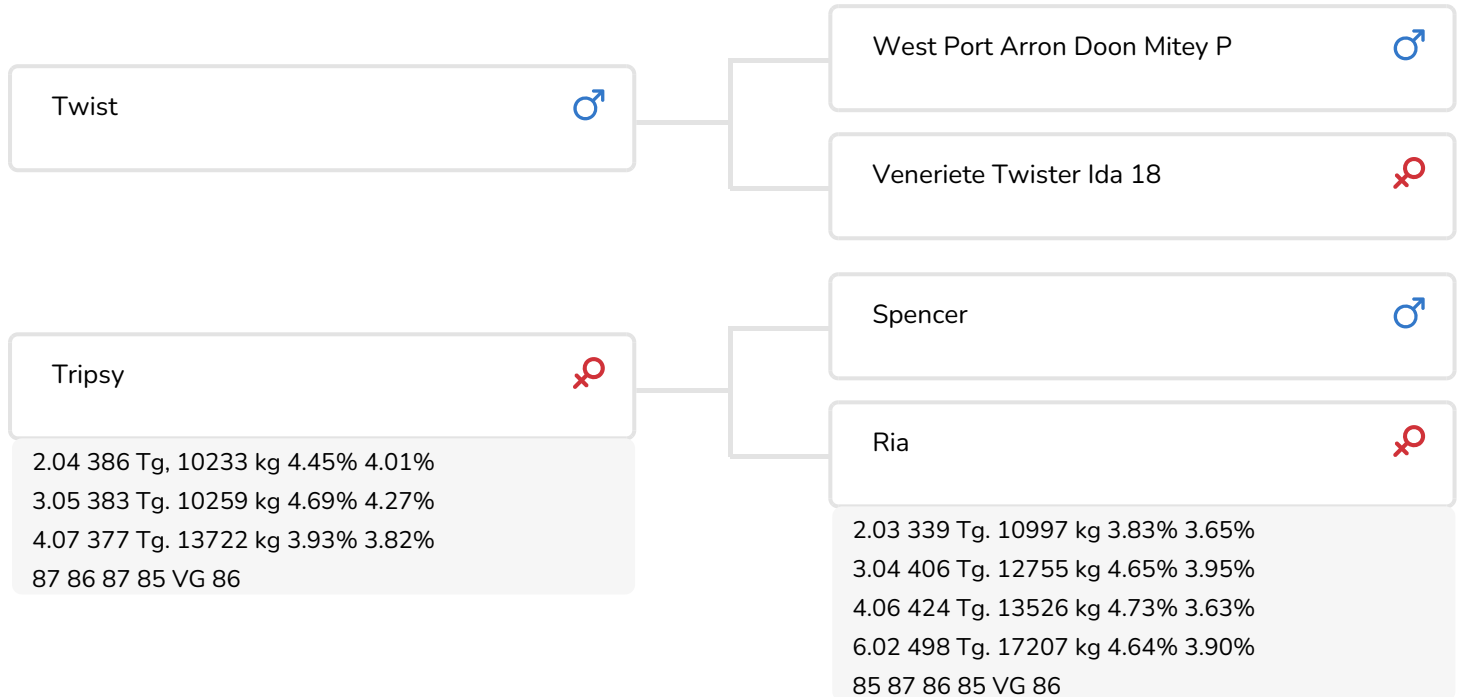 West Port Arron Doon Mitey P
Twist
Veneriete Twister Ida 18
Spencer
Tripsy
2.04 386 Tg, 10233 kg 4.45% 4.01%
3.05 383 Tg. 10259 kg 4.69% 4.27%
4.07 377 Tg. 13722 kg 3.93% 3.82%
87 86 87 85 VG 86
Ria
2.03 339 Tg. 10997 kg 3.83% 3.65%
3.04 406 Tg. 12755 kg 4.65% 3.95%
4.06 424 Tg. 13526 kg 4.73% 3.63%
6.02 498 Tg. 17207 kg 4.64% 3.90%
85 87 86 85 VG 86